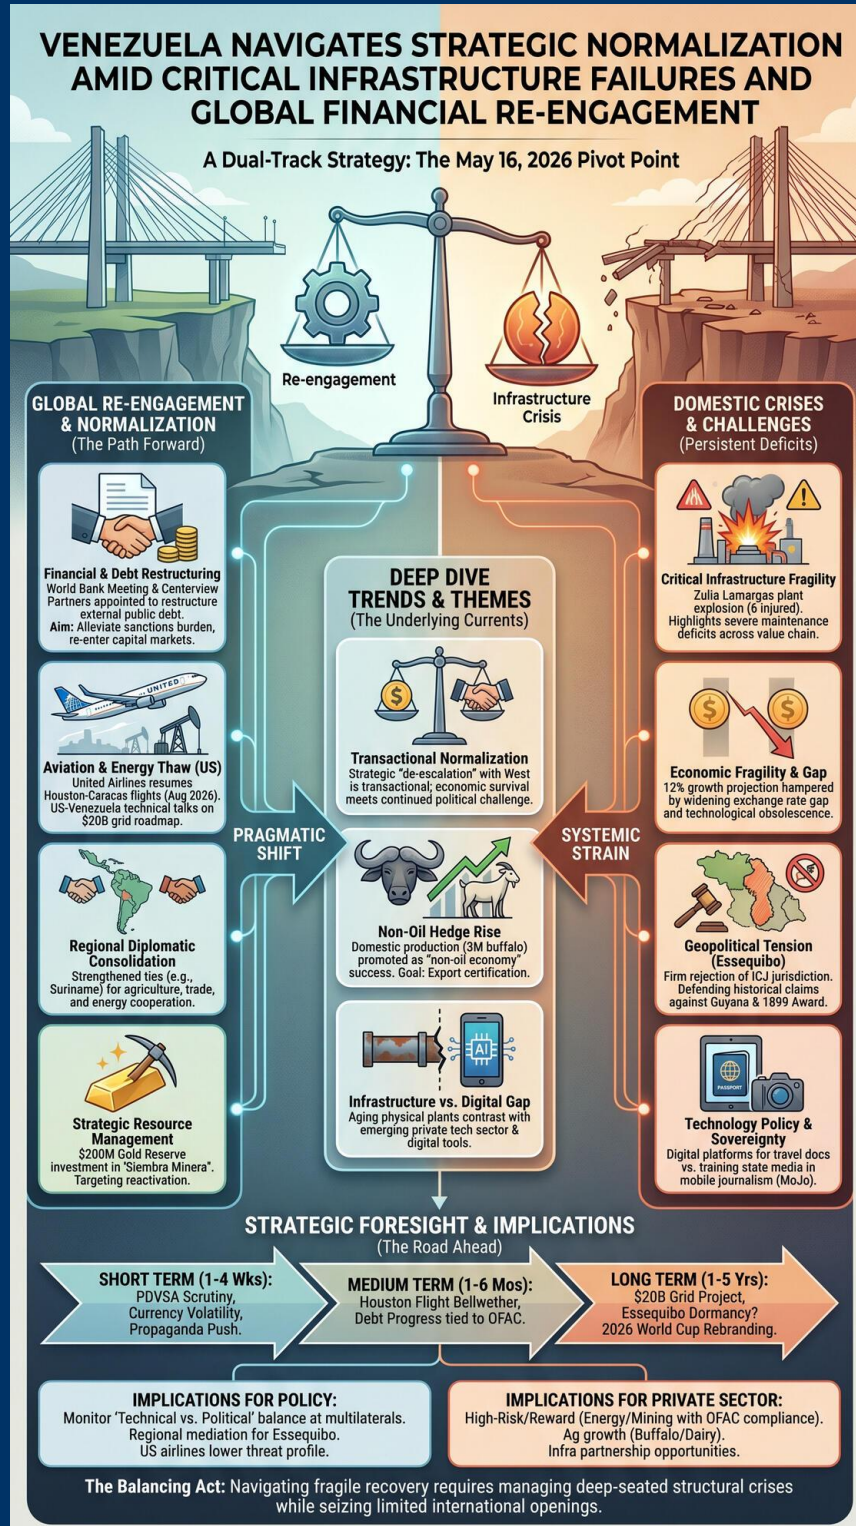 VENEZUELA NAVIGATES STRATEGIC NORMALIZATION
AMID CRITICAL INFRASTRUCTURE FAILURES AND
GLOBAL FINANCIAL RE-ENGAGEMENT
A Dual-Track Strategy: The May 16, 2026 Pivot Point
Re-engagement
Infrastructure
Crisis
GLOBAL RE-ENGAGEMENT
& NORMALIZATION
(The Path Forward)
Financial & Debt Restructuring
World Bank Meeting & Centerview
Partners appointed to restructure
external public debt.
Aim: Alleviate sanctions burden,
re-enter capital markets.
UNITED
Aviation & Energy Thaw (US)
United Airlines resumes
Houston-Caracas flights (Aug 2026).
US-Venezuela technical talks on
$20B grid roadmap.
Regional Diplomatic
Consolidation
Strengthened ties (e.g.,
Suriname) for agriculture, trade,
and energy cooperation.
Strategic Resource
Management
$200M Gold Reserve
investment in "Siembra Minera".
Targeting reactivation.
PRAGMATIC
SHIFT
DEEP DIVE
TRENDS & THEMES
(The Underlying Currents)
$
Transactional Normalization
Strategic "de-escalation" with West
is transactional; economic survival
meets continued political challenge.
Non-Oil Hedge Rise
Domestic production (3M buffalo)
promoted as "non-oil economy"
success. Goal: Export certification.
AI
Infrastructure vs. Digital Gap
Aging physical plants contrast with
emerging private tech sector &
digital tools.
SYSTEMIC
STRAIN
DOMESTIC CRISES
& CHALLENGES
(Persistent Deficits)
!
Critical Infrastructure Fragility
Zulia Lamargas plant
explosion (6 injured).
Highlights severe maintenance
deficits across value chain.
$ $
Economic Fragility & Gap
12% growth projection hampered
by widening exchange rate gap
and technological obsolescence.
Geopolitical Tension
(Essequibo)
Firm rejection of ICJ jurisdiction.
Defending historical claims
against Guyana & 1899 Award.
PASSPORT
Technology Policy &
Sovereignty
Digital platforms for travel docs
vs. training state media in
mobile journalism (MoJo).
STRATEGIC FORESIGHT & IMPLICATIONS
(The Road Ahead)
SHORT TERM (1-4 Wks):
PDVSA Scrutiny,
Currency Volatility,
Propaganda Push.
MEDIUM TERM (1-6 Mos):
Houston Flight Bellwether,
Debt Progress tied to OFAC.
LONG TERM (1-5 Yrs):
$20B Grid Project,
Essequibo Dormancy?
2026 World Cup Rebranding.
IMPLICATIONS FOR POLICY:
Monitor 'Technical vs. Political' balance at multilaterals.
Regional mediation for Essequibo.
US airlines lower threat profile.
IMPLICATIONS FOR PRIVATE SECTOR:
High-Risk/Reward (Energy/Mining with OFAC compliance).
Ag growth (Buffalo/Dairy).
Infra partnership opportunities.
The Balancing Act: Navigating fragile recovery requires managing deep-seated structural crises
while seizing limited international openings.